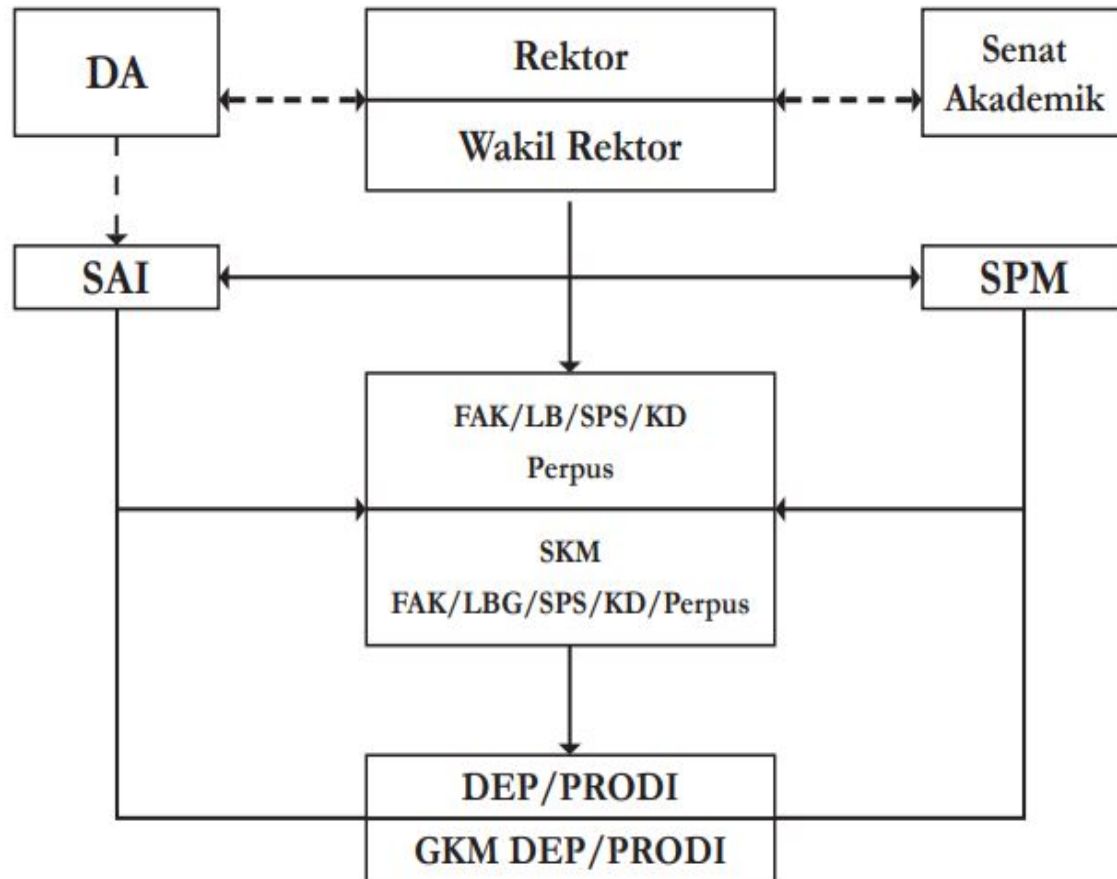 DA
Rektor
Wakil Rektor
Senat
Akademik
SAI
SPM
FAK/LB/SPS/KD
Perpus
SKM
FAK/LBG/SPS/KD/Perpus
DEP/PRODI
GKM DEP/PRODI